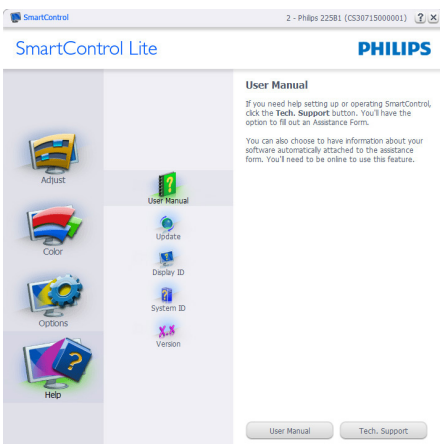 SmartControl
2 - Philips 225B1 (CS30715000001)
? X
SmartControl Lite
PHILIPS
Adjust
Color
Options
Help
User Manual
Update
Display ID
System ID
X.X
Version
User Manual
If you need help setting up or operating SmartControl,
click the Tech. Support button. You'll have the
option to fill out an Assistance Form.
You can also choose to have information about your
software automatically attached to the assistance
form. You'll need to be online to use this feature.
User Manual
Tech. Support